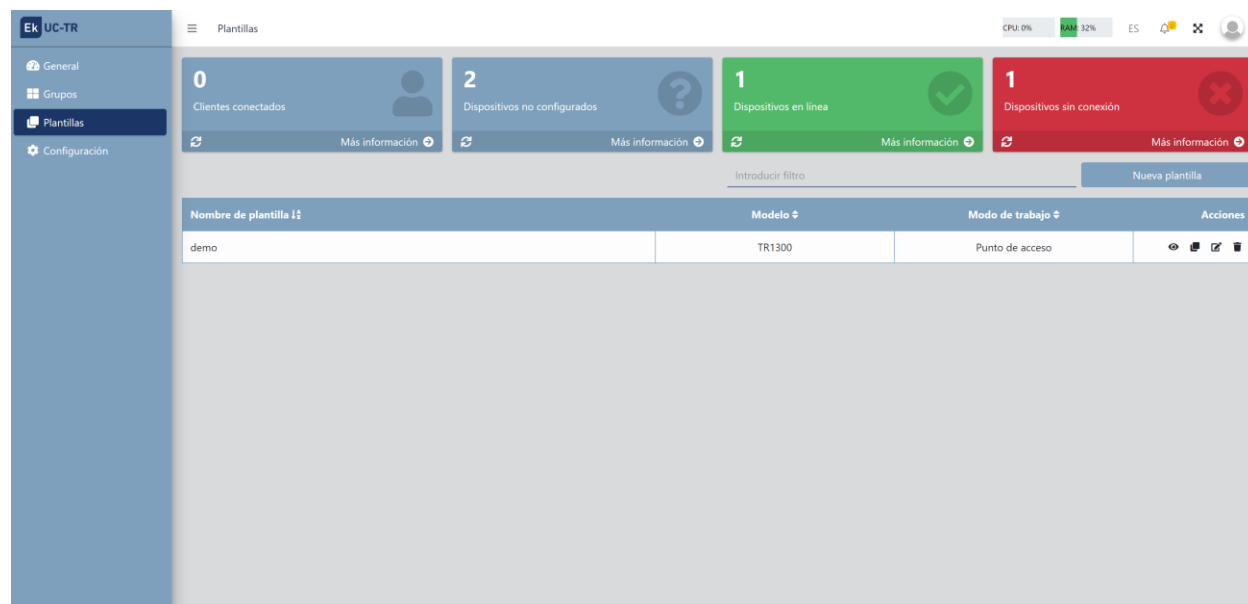 Ek UC-TR
Plantillas
CPU: 0%
RAM: 32%
ES
General
Grupos
Plantillas
Configuración
0
Clientes conectados
Más información
2
Dispositivos no configurados
Más información
1
Dispositivos en línea
Más información
1
Dispositivos sin conexión
Más información
Introducir filtro
Nueva plantilla
Nombre de plantilla Modelo Modo de trabajo Acciones
demo TR1300 Punto de acceso